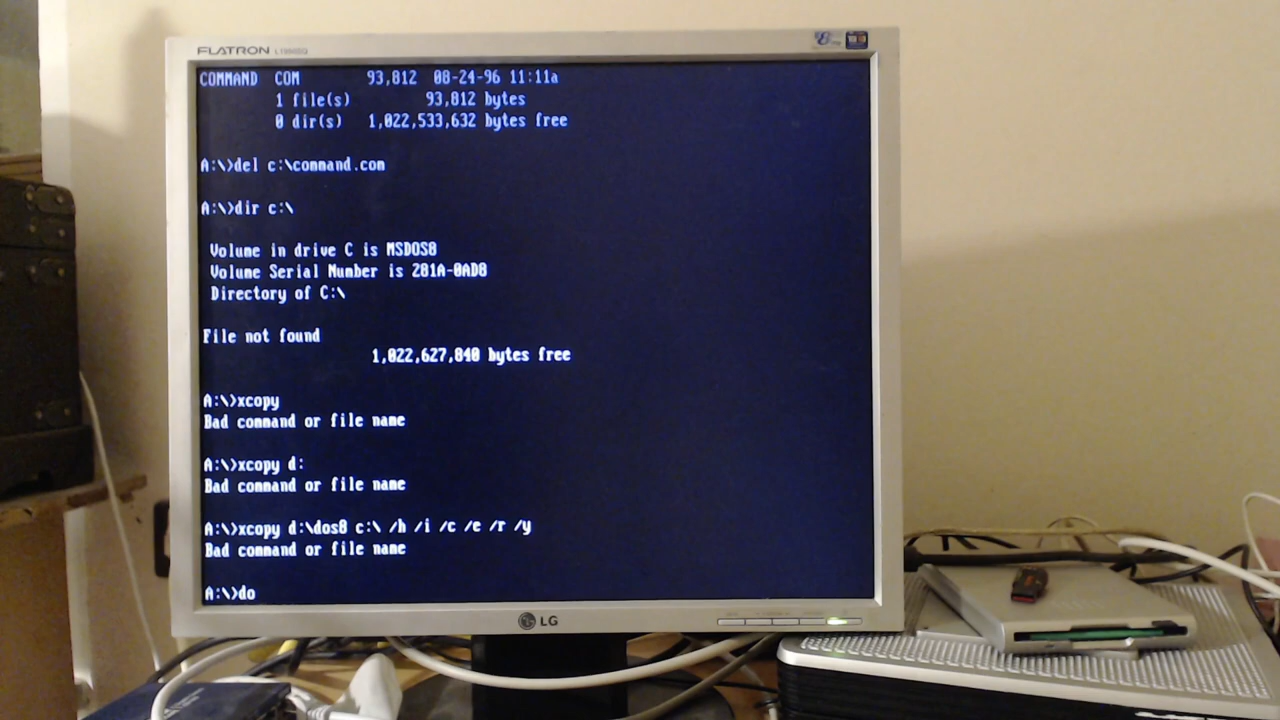 FLATRON
COMMAND COM 93,812 08-24-96 11:11a
1 file(s) 93,812 bytes
0 dir(s) 1,022,533,632 bytes free
A:\>del c:\command.com
A:\>dir c:\
Volume in drive C is MSDOS8
Volume Serial Number is 281A-0AD8
Directory of C:\
File not found
1,022,627,840 bytes free
A:\>xcopy
Bad command or file name
A:\>xcopy d:
Bad command or file name
A:\>xcopy d:\dos8 c:\ /h /i /c /e /r /y
Bad command or file name
A:\>do
LG